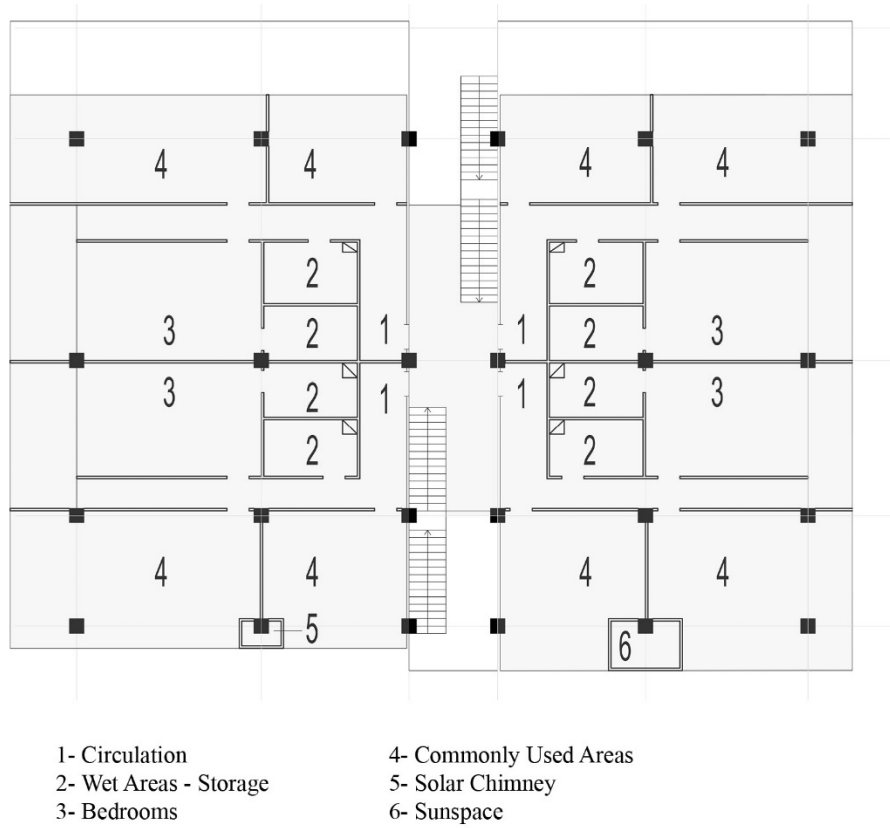 4 4 4 4
2 2
3 2 1 1 2 3
3 2 1 1 2 3
2 2
4 4 4 4
5 6
1- Circulation 4- Commonly Used Areas
2- Wet Areas - Storage 5- Solar Chimney
3- Bedrooms 6- Sunspace